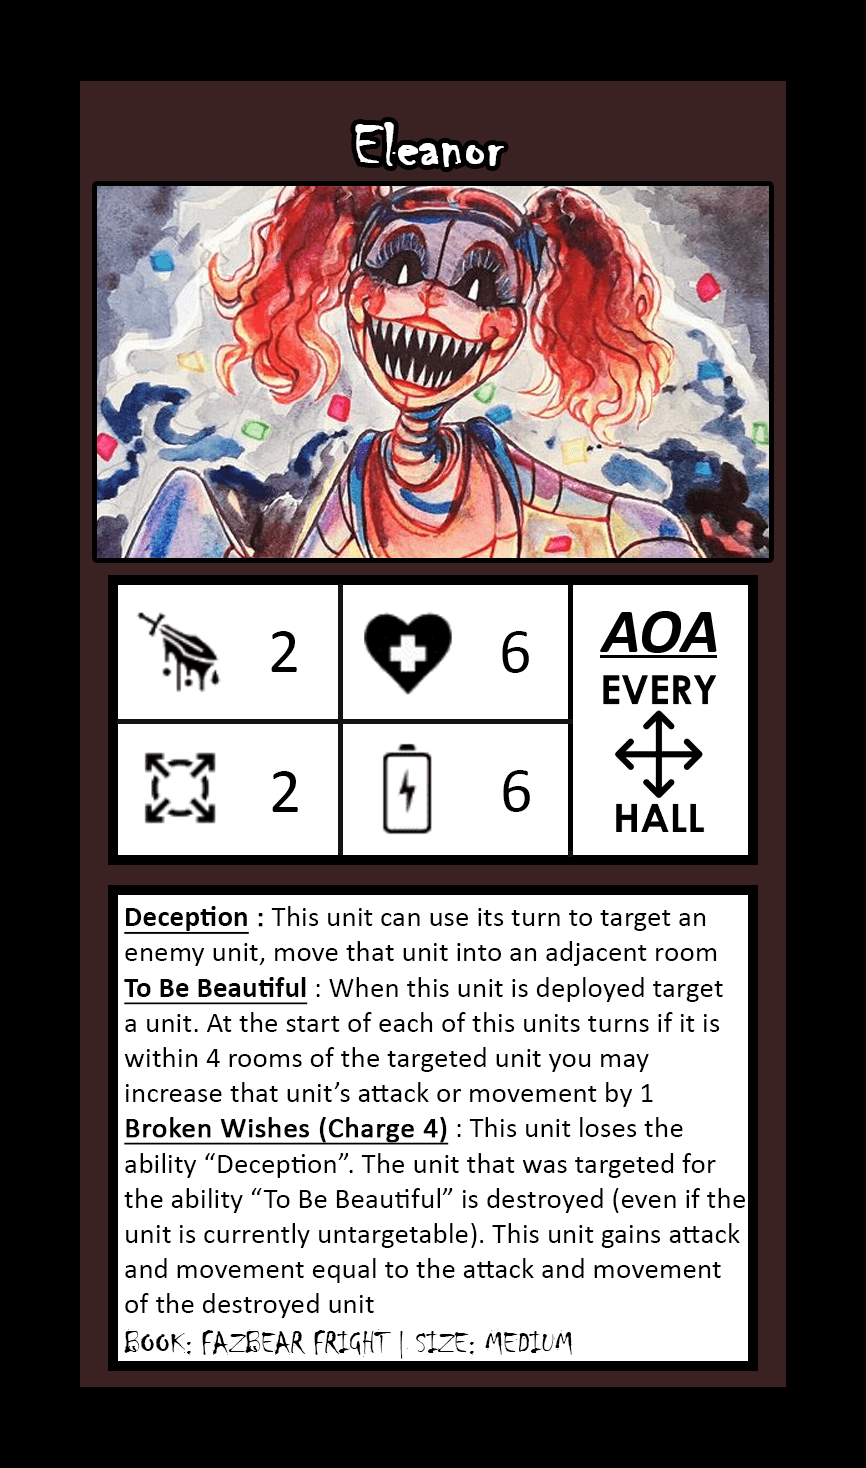 Eleanor
2
6
2
6
AOA
EVERY
HALL
Deception : This unit can use its turn to target an
enemy unit, move that unit into an adjacent room
To Be Beautiful : When this unit is deployed target
a unit. At the start of each of this units turns if it is
within 4 rooms of the targeted unit you may
increase that unit’s attack or movement by 1
Broken Wishes (Charge 4) : This unit loses the
ability “Deception”. The unit that was targeted for
the ability “To Be Beautiful” is destroyed (even if the
unit is currently untargetable). This unit gains attack
and movement equal to the attack and movement
of the destroyed unit
BOOK: FAZBEAR FRIGHT | SIZE: MEDIUM